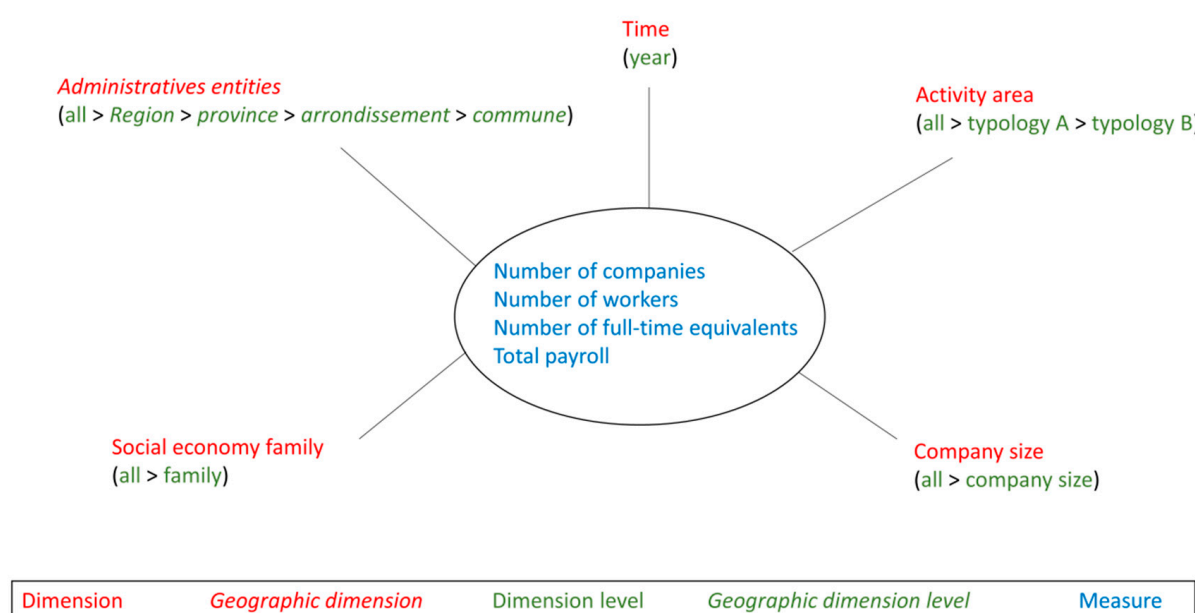 Time
(year)
Administratives entities
(all > Region > province > arrondissement > commune)
Activity area
(all > typology A > typology B)
Number of companies
Number of workers
Number of full-time equivalents
Total payroll
Social economy family
(all > family)
Company size
(all > company size)
Dimension Geographic dimension Dimension level Geographic dimension level Measure